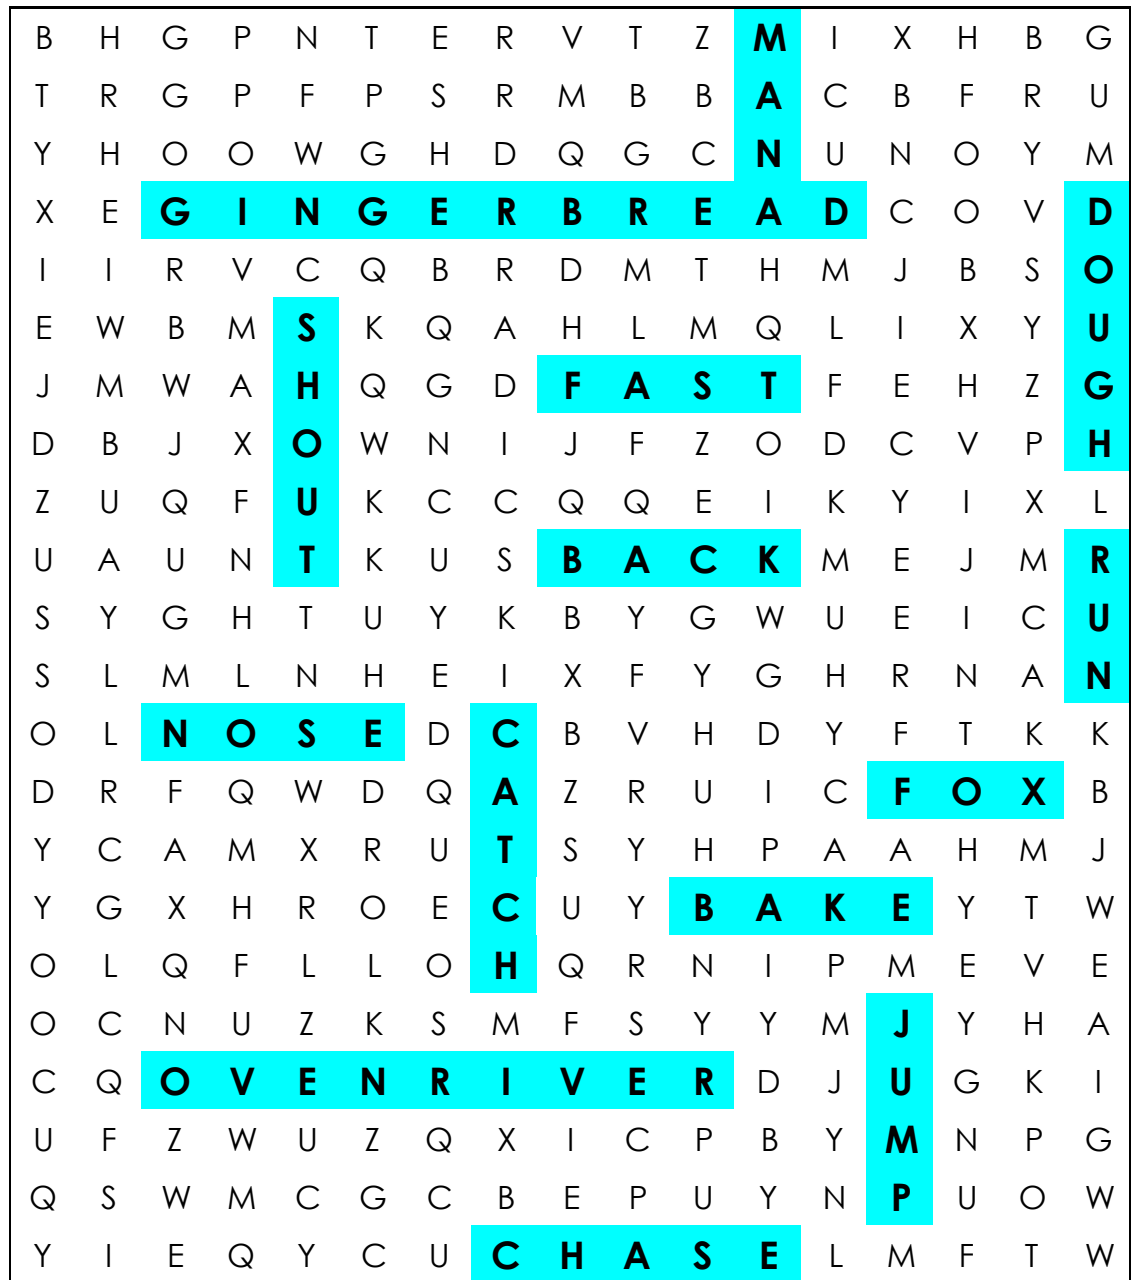 B H G P N T E R V T Z M I X H B G
T R G P F P S R M B B A C B F R U
Y H O O W G H D Q G C N U N O Y M
X E G I N G E R B R E A D C O V D
I I R V C Q B R D M T H M J B S O
E W B M S K Q A H L M Q L I X Y U
J M W A H Q G D F A S T F E H Z G
D B J X O W N I J F Z O D C V P H
Z U Q F U K C C Q Q E I K Y I X L
U A U N T K U S B A C K M E J M R
S Y G H T U Y K B Y G W U E I C U
S L M L N H E I X F Y G H R N A N
O L N O S E D C B V H D Y F T K K
D R F Q W D Q A Z R U I C F O X B
Y C A M X R U T S Y H P A A H M J
Y G X H R O E C U Y B A K E Y T W
O L Q F L L O H Q R N I P M E V E
O C N U Z K S M F S Y Y M J Y H A
C Q O V E N R I V E R D J U G K I
U F Z W U Z Q X I C P B Y M N P G
Q S W M C G C B E P U Y N P U O W
Y I E Q Y C U C H A S E L M F T W